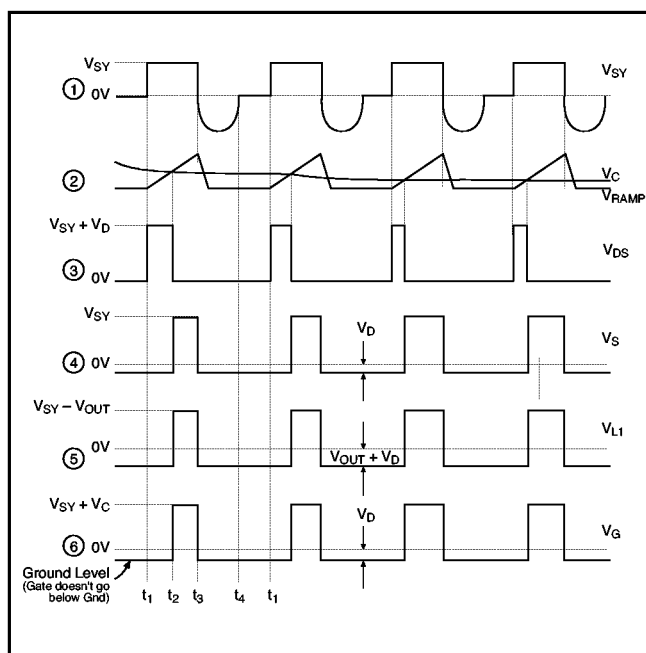 V_SY V_SY
① 0V
② V_C
V_RAMP
V_SY + V_D
③ 0V V_DS
V_SY V_D
④ 0V V_S
V_SY – V_OUT
0V V_L1
⑤ V_OUT + V_D
V_SY + V_C V_D
⑥ 0V V_G
Ground Level
(Gate doesn't go
below Gnd)
t_1 t_2 t_3 t_4 t_1